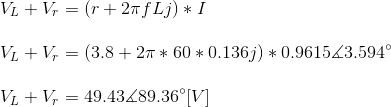 V_L + V_r = (r + 2πfLj) * I
V_L + V_r = (3.8 + 2π * 60 * 0.136j) * 0.9615∡3.594°
V_L + V_r = 49.43∡89.36°[V]